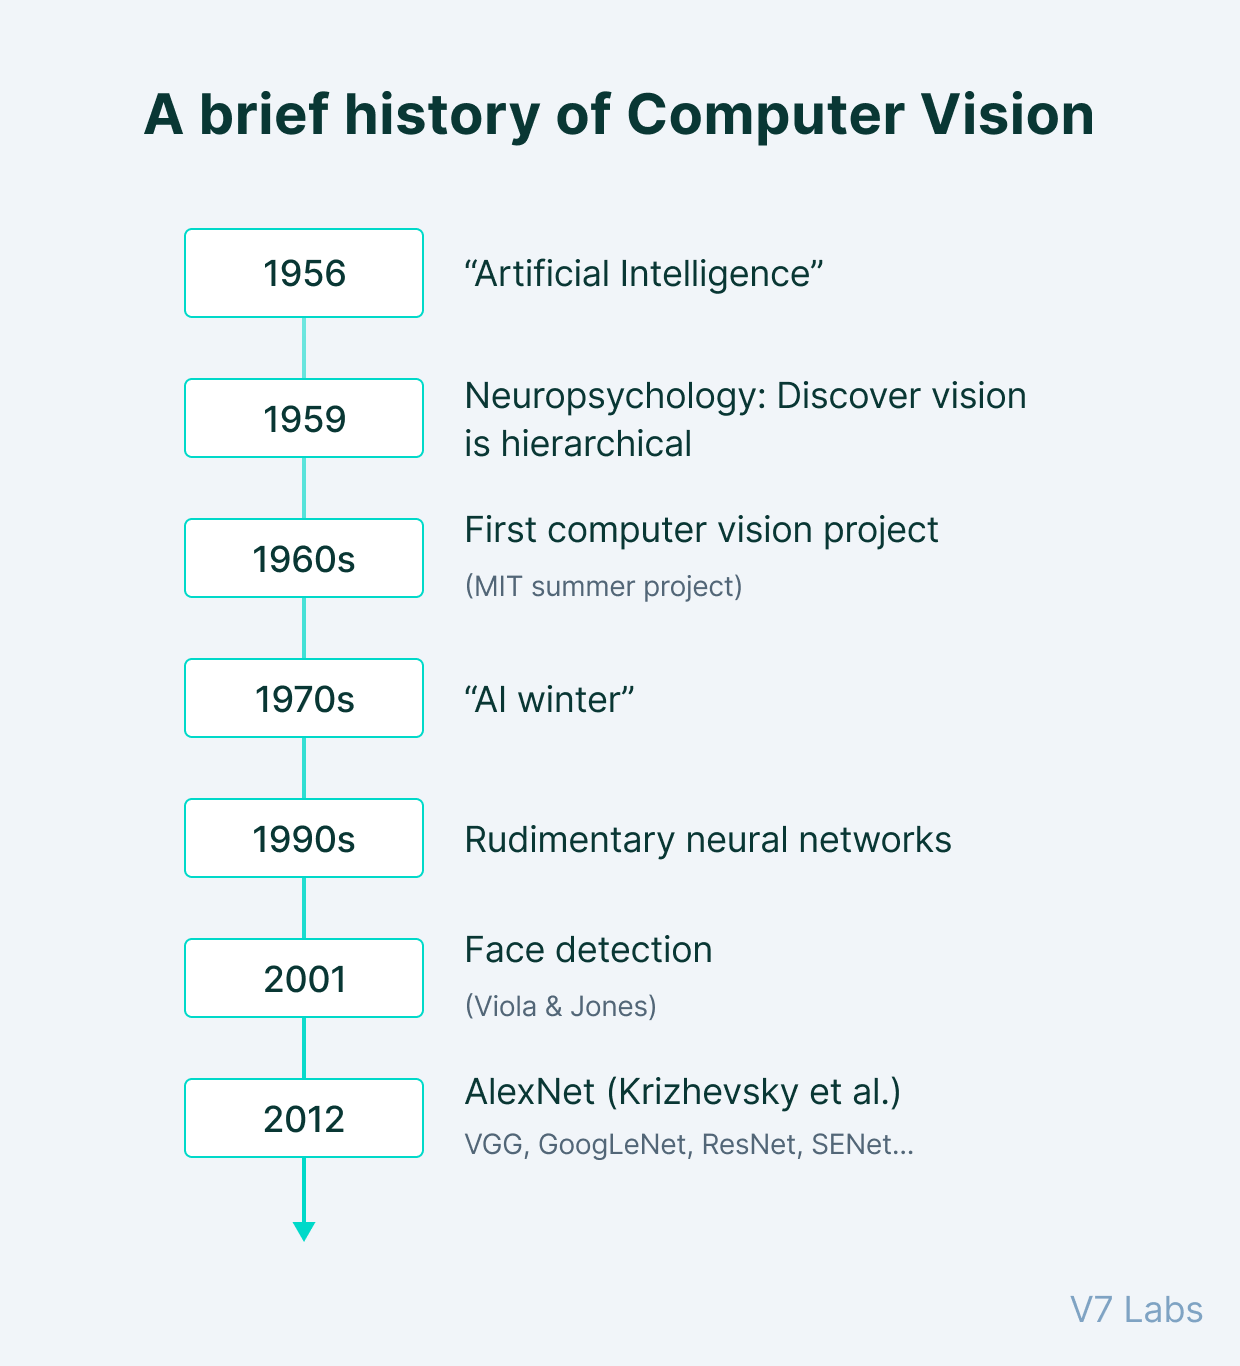 A brief history of Computer Vision
1956
“Artificial Intelligence”
1959
Neuropsychology: Discover vision
is hierarchical
1960s
First computer vision project
(MIT summer project)
1970s
“AI winter”
1990s
Rudimentary neural networks
2001
Face detection
(Viola & Jones)
2012
AlexNet (Krizhevsky et al.)
VGG, GoogLeNet, ResNet, SENet...
V7 Labs